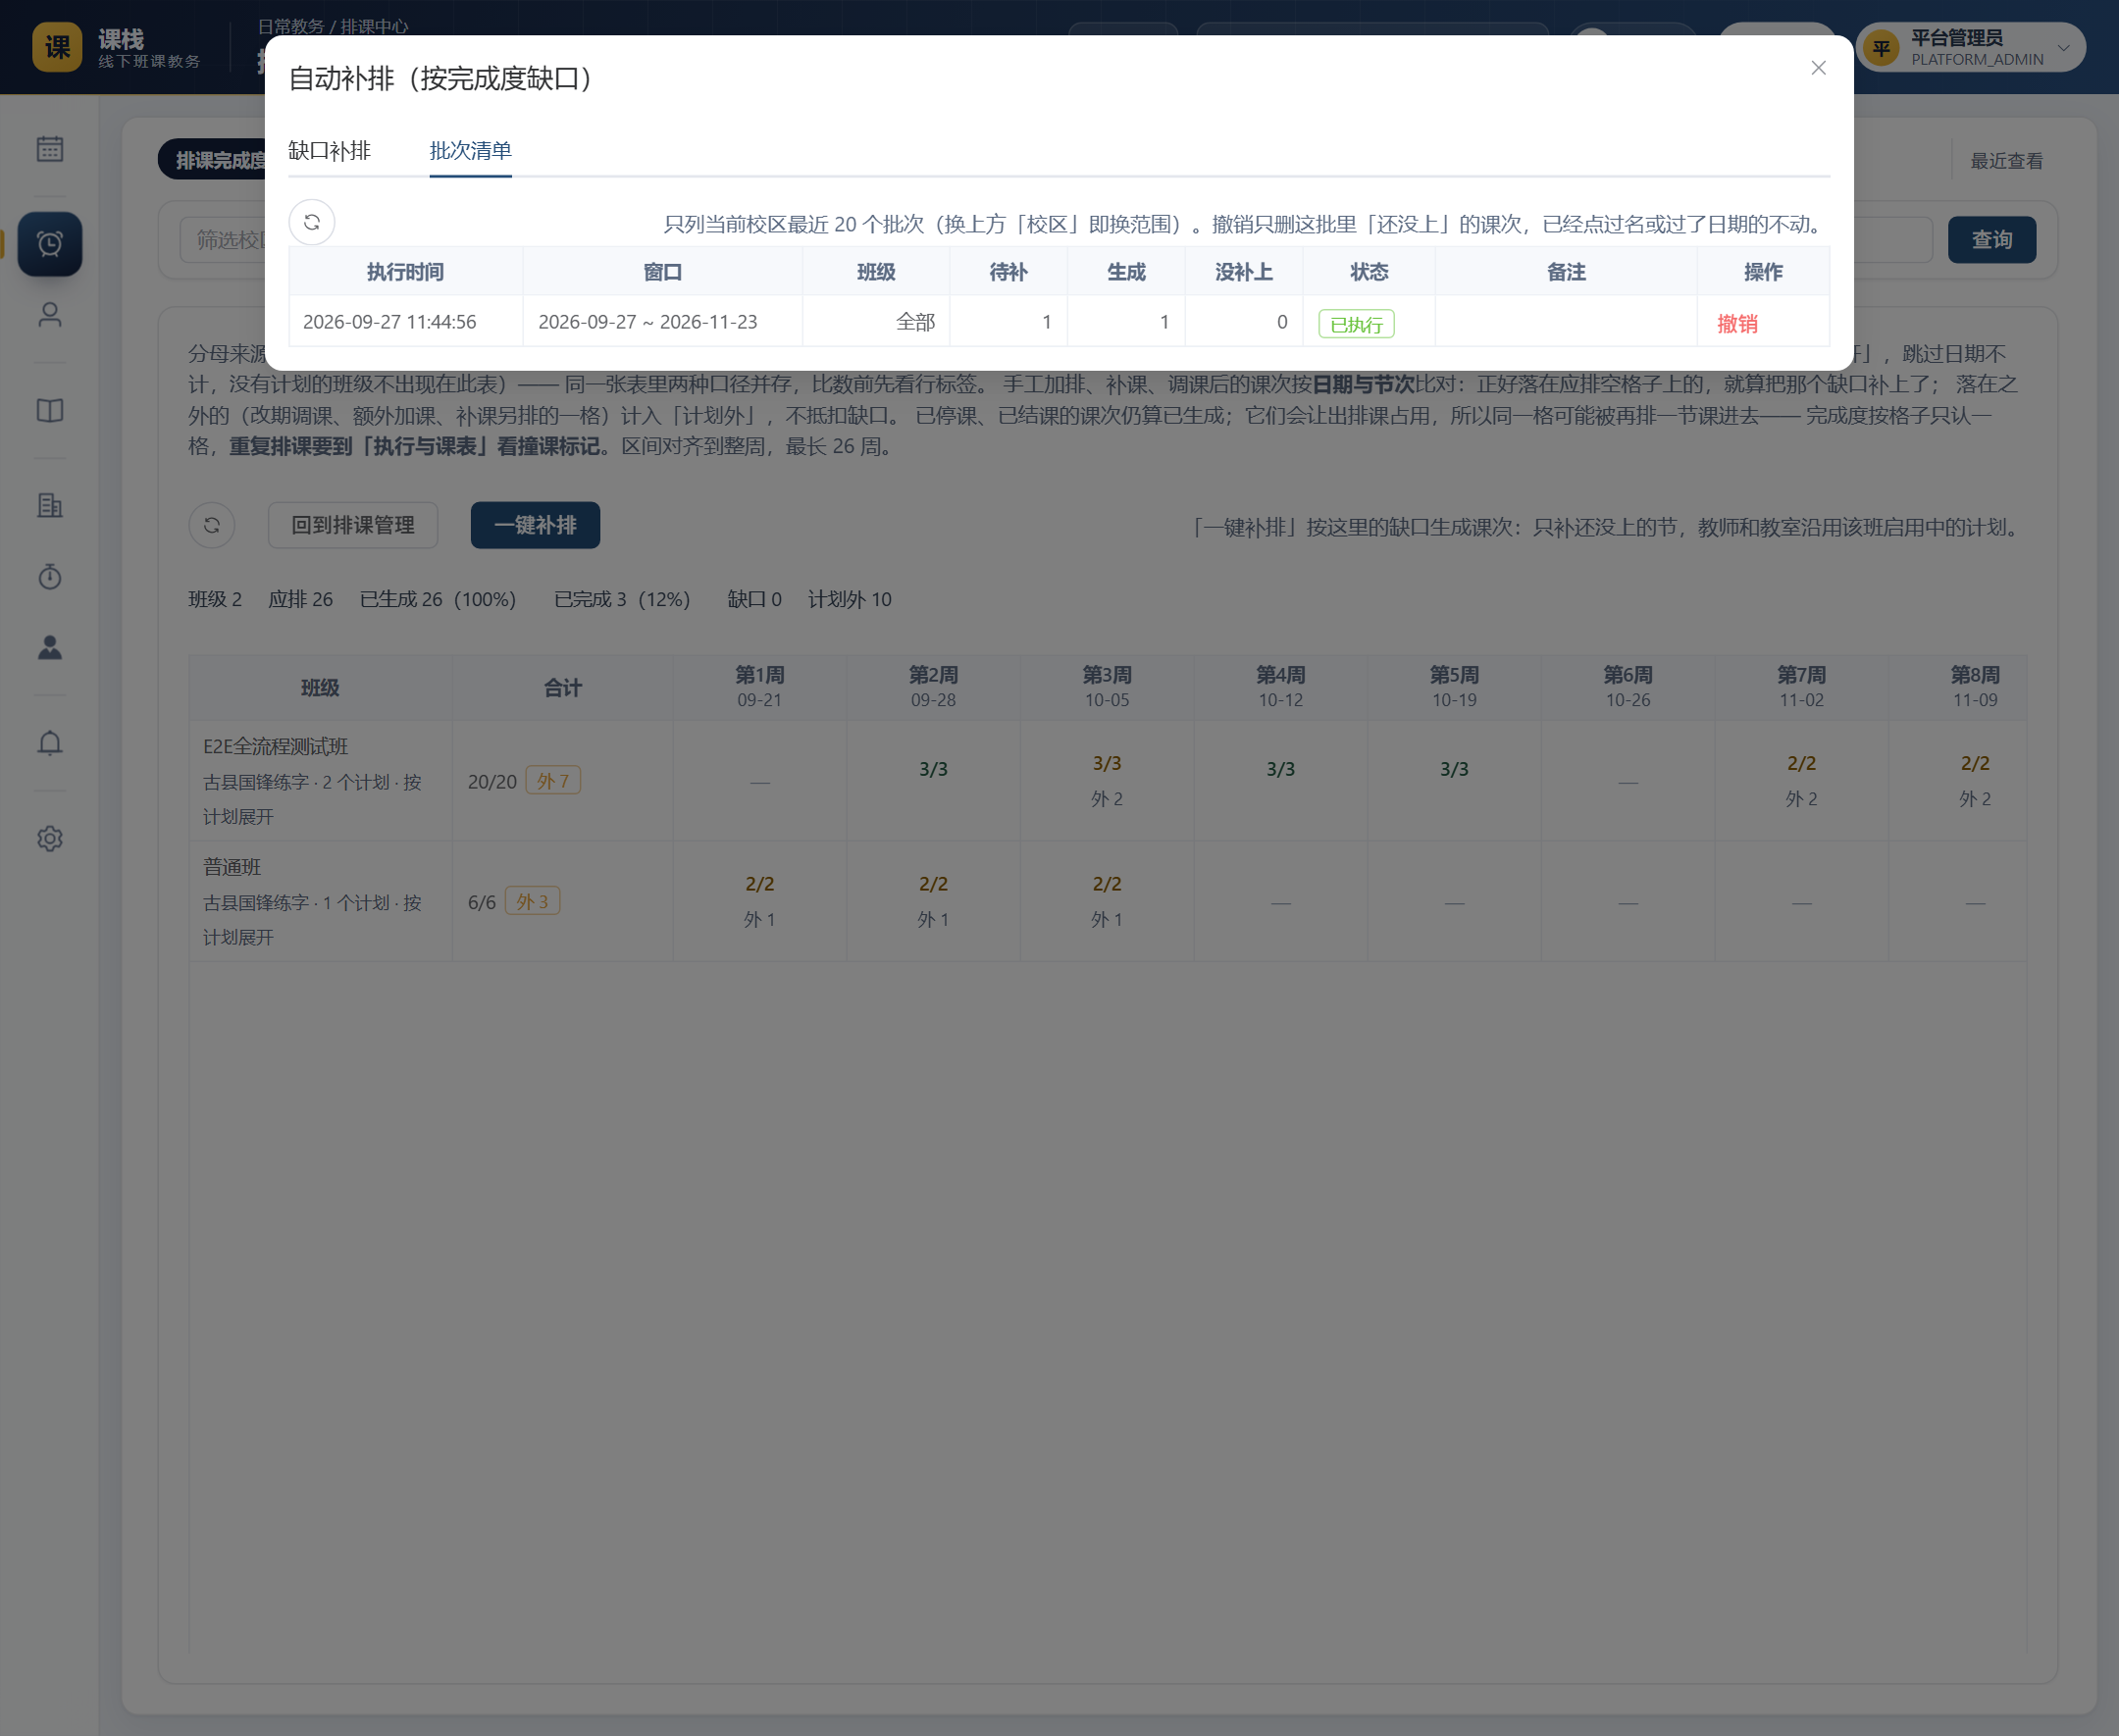 课
课栈
线下班课教务
日常教务 / 排课中心
平
平台管理员
PLATFORM_ADMIN
自动补排（按完成度缺口）
缺口补排
批次清单
只列当前校区最近 20 个批次（换上方「校区」即换范围）。撤销只删这批里「还没上」的课次，已经点过名或过了日期的不动。
执行时间 窗口 班级 待补 生成 没补上 状态 备注 操作
2026-09-27 11:44:56 2026-09-27 ~ 2026-11-23 全部 1 1 0 已执行 撤销
排课完成度
最近查看
筛选校
查询
分母来源
」，跳过日期不
计，没有计划的班级不出现在此表）—— 同一张表里两种口径并存，比数前先看行标签。 手工加排、补课、调课后的课次按日期与节次比对：正好落在应排空格子上的，就算把那个缺口补上了； 落在之
外的（改期调课、额外加课、补课另排的一格）计入「计划外」，不抵扣缺口。 已停课、已结课的课次仍算已生成；它们会让出排课占用，所以同一格可能被再排一节课进去—— 完成度按格子只认一
格，重复排课要到「执行与课表」看撞课标记。区间对齐到整周，最长 26 周。
回到排课管理
一键补排
「一键补排」按这里的缺口生成课次：只补还没上的节，教师和教室沿用该班启用中的计划。
班级 2 应排 26 已生成 26（100%） 已完成 3（12%） 缺口 0 计划外 10
班级 合计 第1周 第2周 第3周 第4周 第5周 第6周 第7周 第8周
09-21 09-28 10-05 10-12 10-19 10-26 11-02 11-09
E2E全流程测试班
古县国锋练字 · 2 个计划 · 按
计划展开
20/20 外 7
— 3/3 3/3 3/3 3/3 — 2/2 2/2
外 2 外 2 外 2
普通班
古县国锋练字 · 1 个计划 · 按
计划展开
6/6 外 3
2/2 2/2 2/2 — — — — —
外 1 外 1 外 1